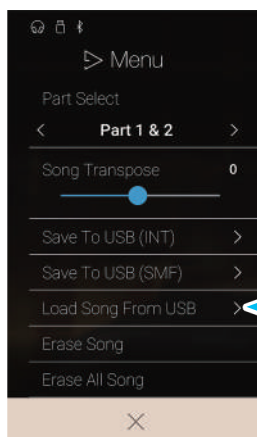 Menu
Part Select
< Part 1 & 2 >
Song Transpose 0
Save To USB (INT) >
Save To USB (SMF) >
Load Song From USB >
Erase Song
Erase All Song